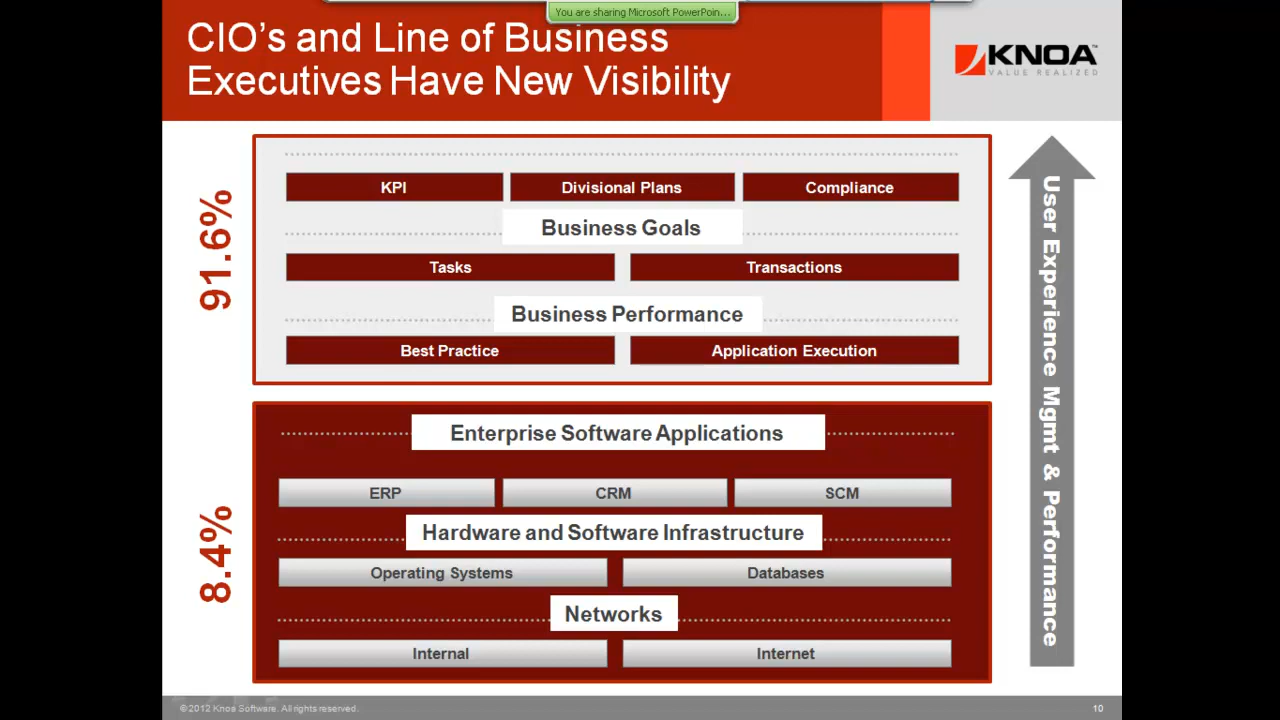 You are sharing Microsoft PowerPoin...
CIO's and Line of Business
Executives Have New Visibility
KNOA™
VALUE REALIZED
91.6%
KPI Divisional Plans Compliance
Business Goals
Tasks Transactions
Business Performance
Best Practice Application Execution
User Experience Mgmt & Performance
8.4%
Enterprise Software Applications
ERP CRM SCM
Hardware and Software Infrastructure
Operating Systems Databases
Networks
Internal Internet
© 2012 Knoa Software. All rights reserved.
10